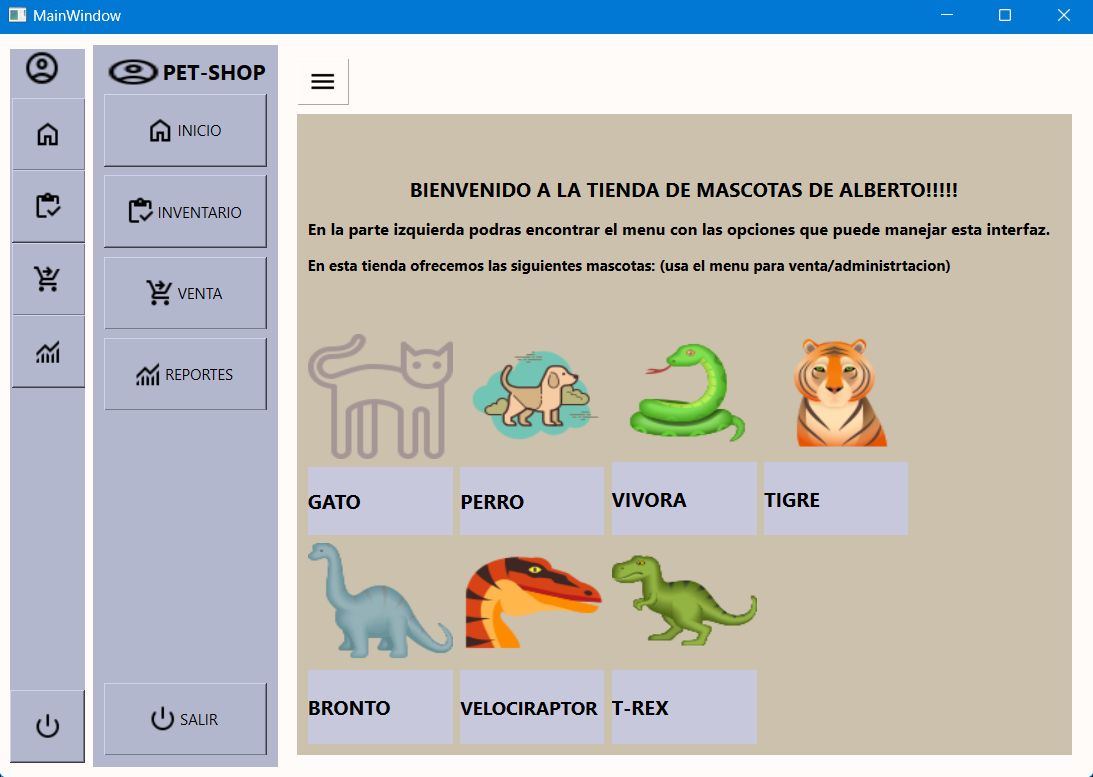 MainWindow
PET-SHOP
INICIO
INVENTARIO
VENTA
REPORTES
SALIR
BIENVENIDO A LA TIENDA DE MASCOTAS DE ALBERTO!!!!!
En la parte izquierda podras encontrar el menu con las opciones que puede manejar esta interfaz.
En esta tienda ofrecemos las siguientes mascotas: (usa el menu para venta/administrtacion)
GATO PERRO VIVORA TIGRE
BRONTO VELOCIRAPTOR T-REX